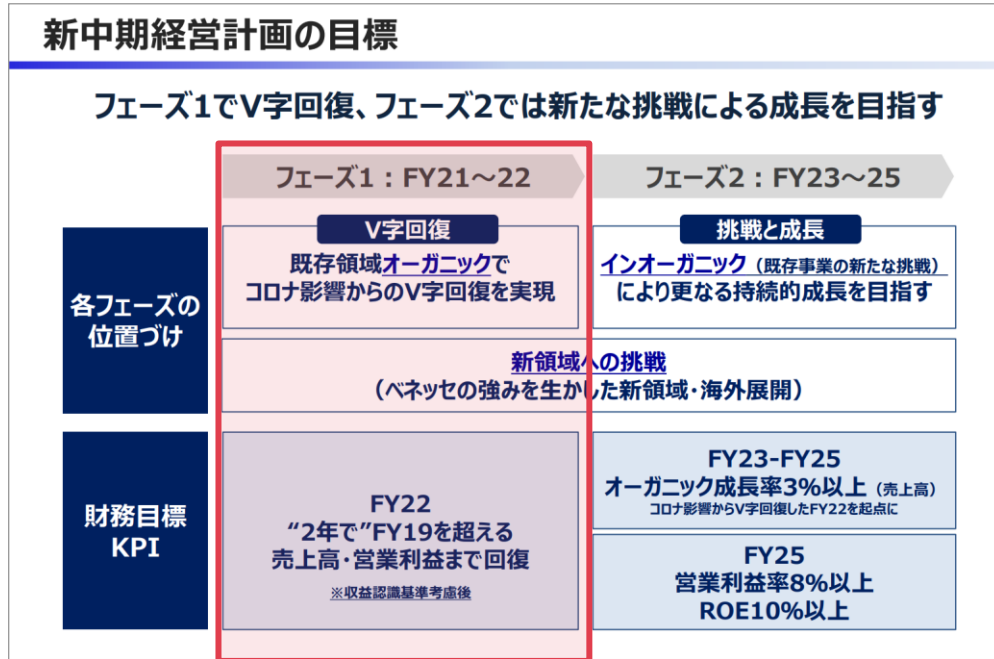 新中期経営計画の目標
フェーズ1でV字回復、フェーズ2では新たな挑戦による成長を目指す
フェーズ1：FY21～22
フェーズ2：FY23～25
各フェーズの
位置づけ
V字回復
既存領域オーガニックで
コロナ影響からのV字回復を実現
挑戦と成長
インオーガニック（既存事業の新たな挑戦）
により更なる持続的成長を目指す
新領域への挑戦
（ベネッセの強みを生かした新領域・海外展開）
財務目標
KPI
FY22
“2年で”FY19を超える
売上高・営業利益まで回復
※収益認識基準考慮後
FY23-FY25
オーガニック成長率3%以上（売上高）
コロナ影響からV字回復したFY22を起点に
FY25
営業利益率8%以上
ROE10%以上